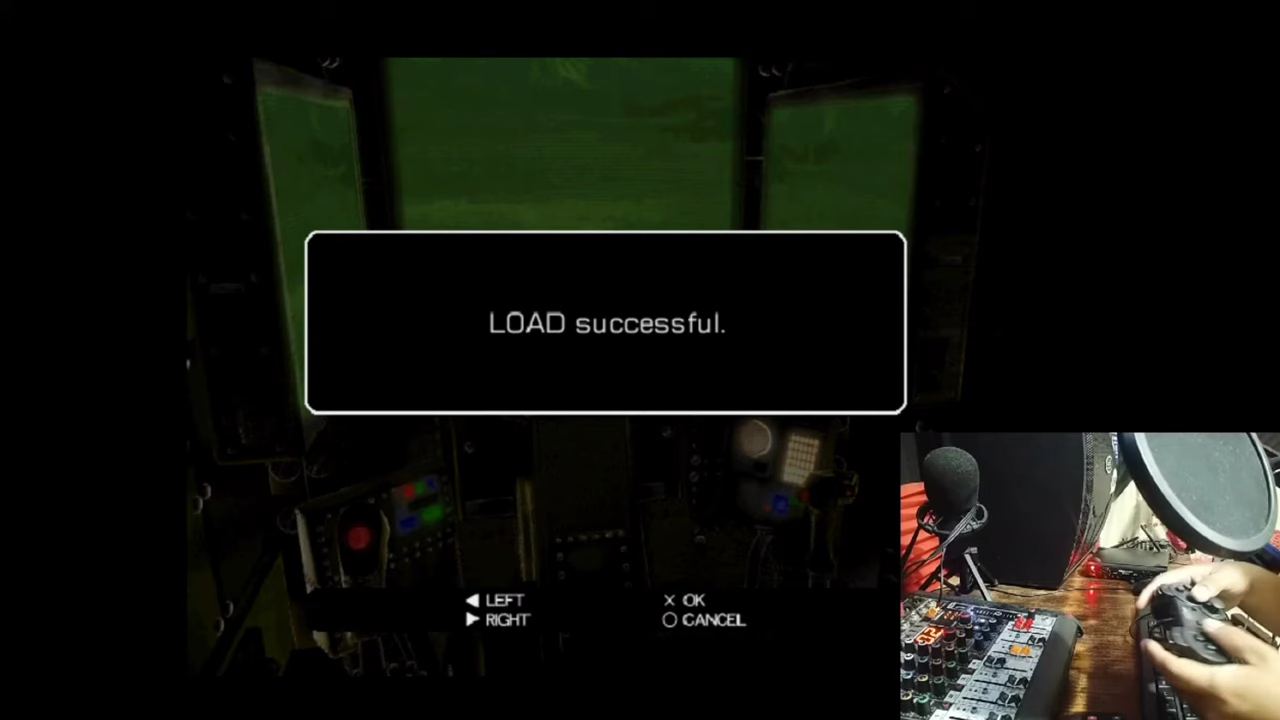 LOAD successful.
◀ LEFT
▶ RIGHT
✕ OK
○ CANCEL